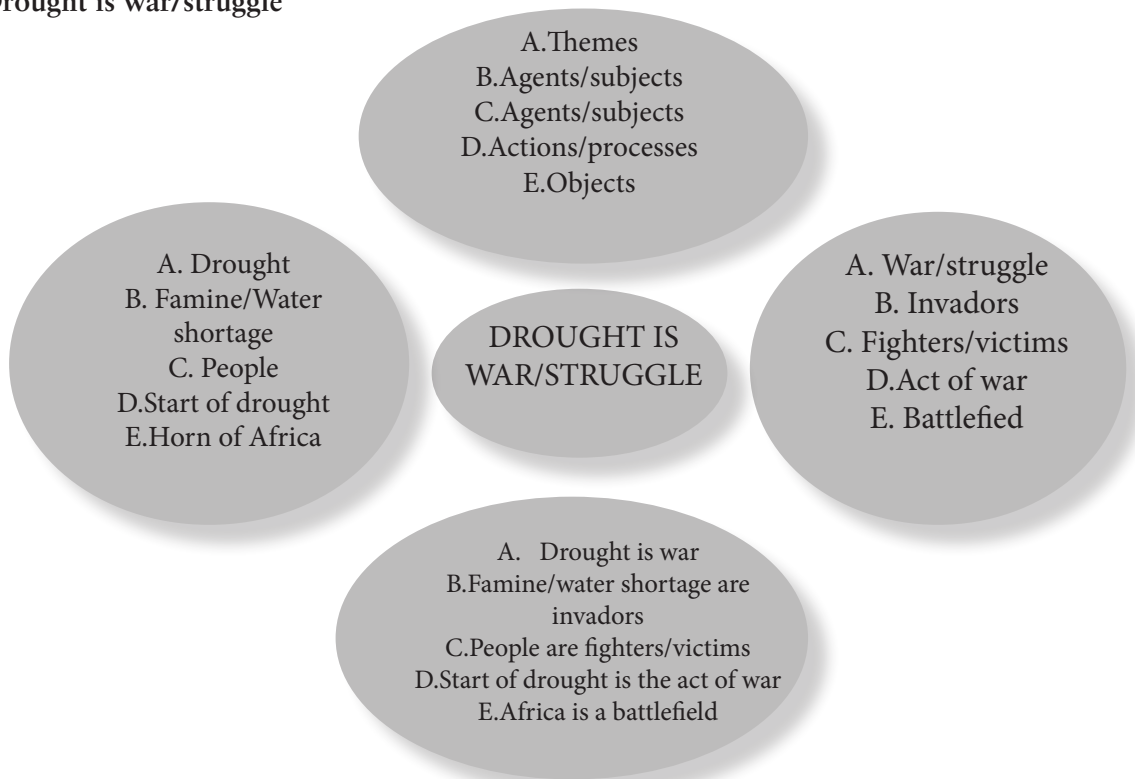 Drought is war/struggle
A.Themes
B.Agents/subjects
C.Agents/subjects
D.Actions/processes
E.Objects
A. Drought
B. Famine/Water
shortage
C. People
D.Start of drought
E.Horn of Africa
DROUGHT IS
WAR/STRUGGLE
A. War/struggle
B. Invadors
C. Fighters/victims
D.Act of war
E. Battlefied
A. Drought is war
B.Famine/water shortage are
invadors
C.People are fighters/victims
D.Start of drought is the act of war
E.Africa is a battlefield